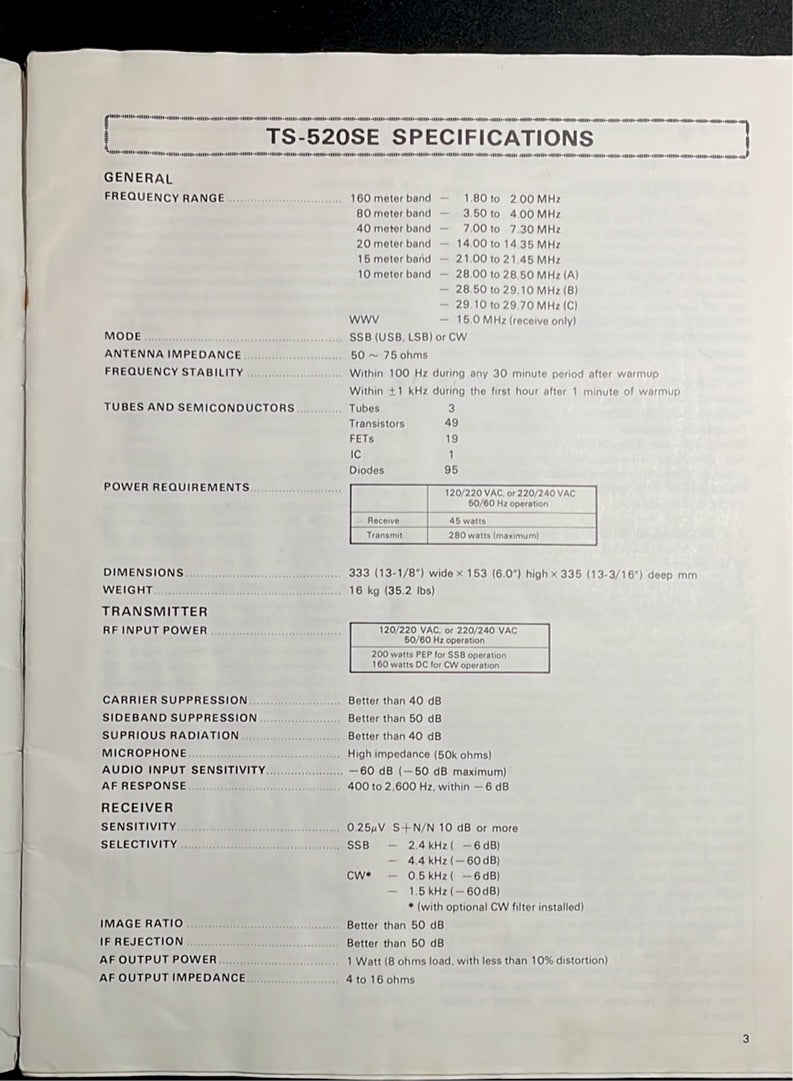 TS-520SE SPECIFICATIONS
GENERAL
FREQUENCY RANGE ........ 160 meter band — 1.80 to 2.00 MHz
80 meter band — 3.50 to 4.00 MHz
40 meter band — 7.00 to 7.30 MHz
20 meter band — 14.00 to 14.35 MHz
15 meter band — 21.00 to 21.45 MHz
10 meter band — 28.00 to 28.50 MHz (A)
— 28.50 to 29.10 MHz (B)
— 29.10 to 29.70 MHz (C)
WWV — 15.0 MHz (receive only)
MODE ........ SSB (USB, LSB) or CW
ANTENNA IMPEDANCE ........ 50 ~ 75 ohms
FREQUENCY STABILITY ........ Within 100 Hz during any 30 minute period after warmup
Within ±1 kHz during the first hour after 1 minute of warmup
TUBES AND SEMICONDUCTORS ........ Tubes 3
Transistors 49
FETs 19
IC 1
Diodes 95
POWER REQUIREMENTS ........ 120/220 VAC, or 220/240 VAC
50/60 Hz operation
Receive 45 watts
Transmit 280 watts (maximum)
DIMENSIONS ........ 333 (13-1/8") wide × 153 (6.0") high × 335 (13-3/16") deep mm
WEIGHT ........ 16 kg (35.2 lbs)
TRANSMITTER
RF INPUT POWER ........ 120/220 VAC, or 220/240 VAC
50/60 Hz operation
200 watts PEP for SSB operation
160 watts DC for CW operation
CARRIER SUPPRESSION ........ Better than 40 dB
SIDEBAND SUPPRESSION ........ Better than 50 dB
SUPRIOUS RADIATION ........ Better than 40 dB
MICROPHONE ........ High impedance (50k ohms)
AUDIO INPUT SENSITIVITY ........ −60 dB (−50 dB maximum)
AF RESPONSE ........ 400 to 2,600 Hz, within −6 dB
RECEIVER
SENSITIVITY ........ 0.25μV S+N/N 10 dB or more
SELECTIVITY ........ SSB — 2.4 kHz ( −6 dB)
— 4.4 kHz (−60 dB)
CW* — 0.5 kHz ( −6 dB)
— 1.5 kHz (−60 dB)
* (with optional CW filter installed)
IMAGE RATIO ........ Better than 50 dB
IF REJECTION ........ Better than 50 dB
AF OUTPUT POWER ........ 1 Watt (8 ohms load, with less than 10% distortion)
AF OUTPUT IMPEDANCE ........ 4 to 16 ohms
3